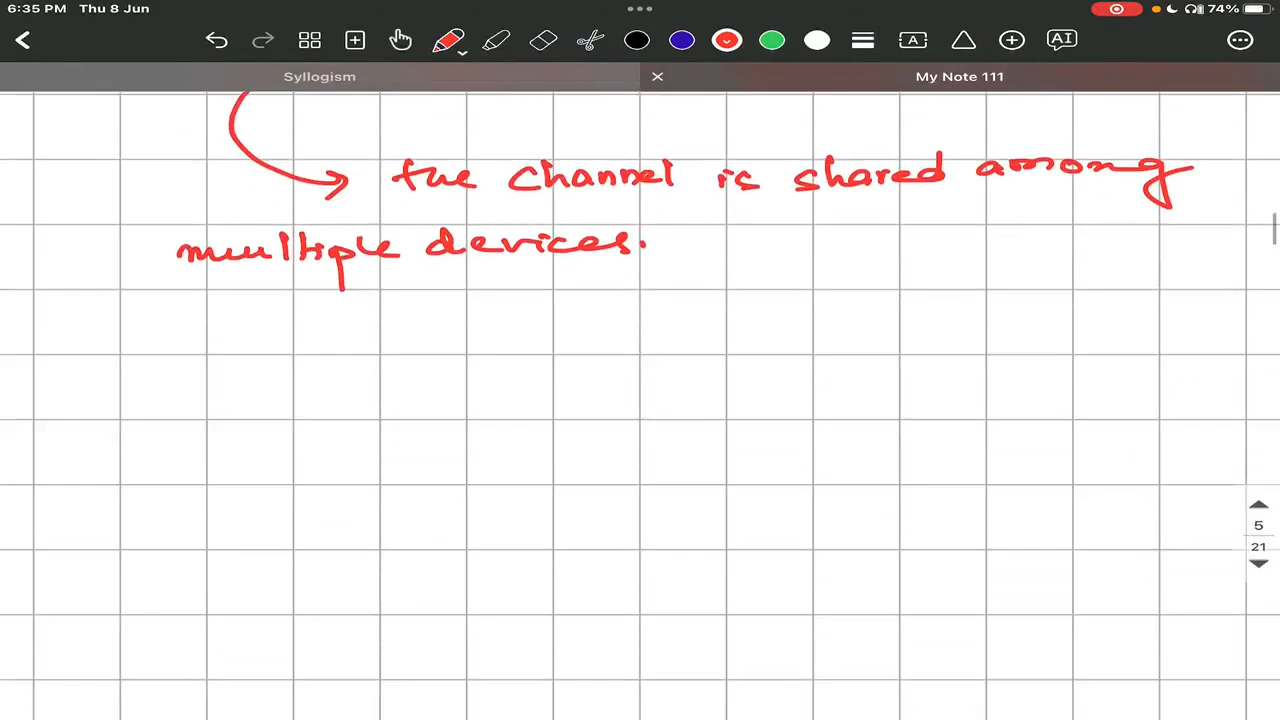 6:35 PM Thu 8 Jun 74%
A AI
Syllogism My Note 111
→ the channel is shared among
multiple devices.
5
21